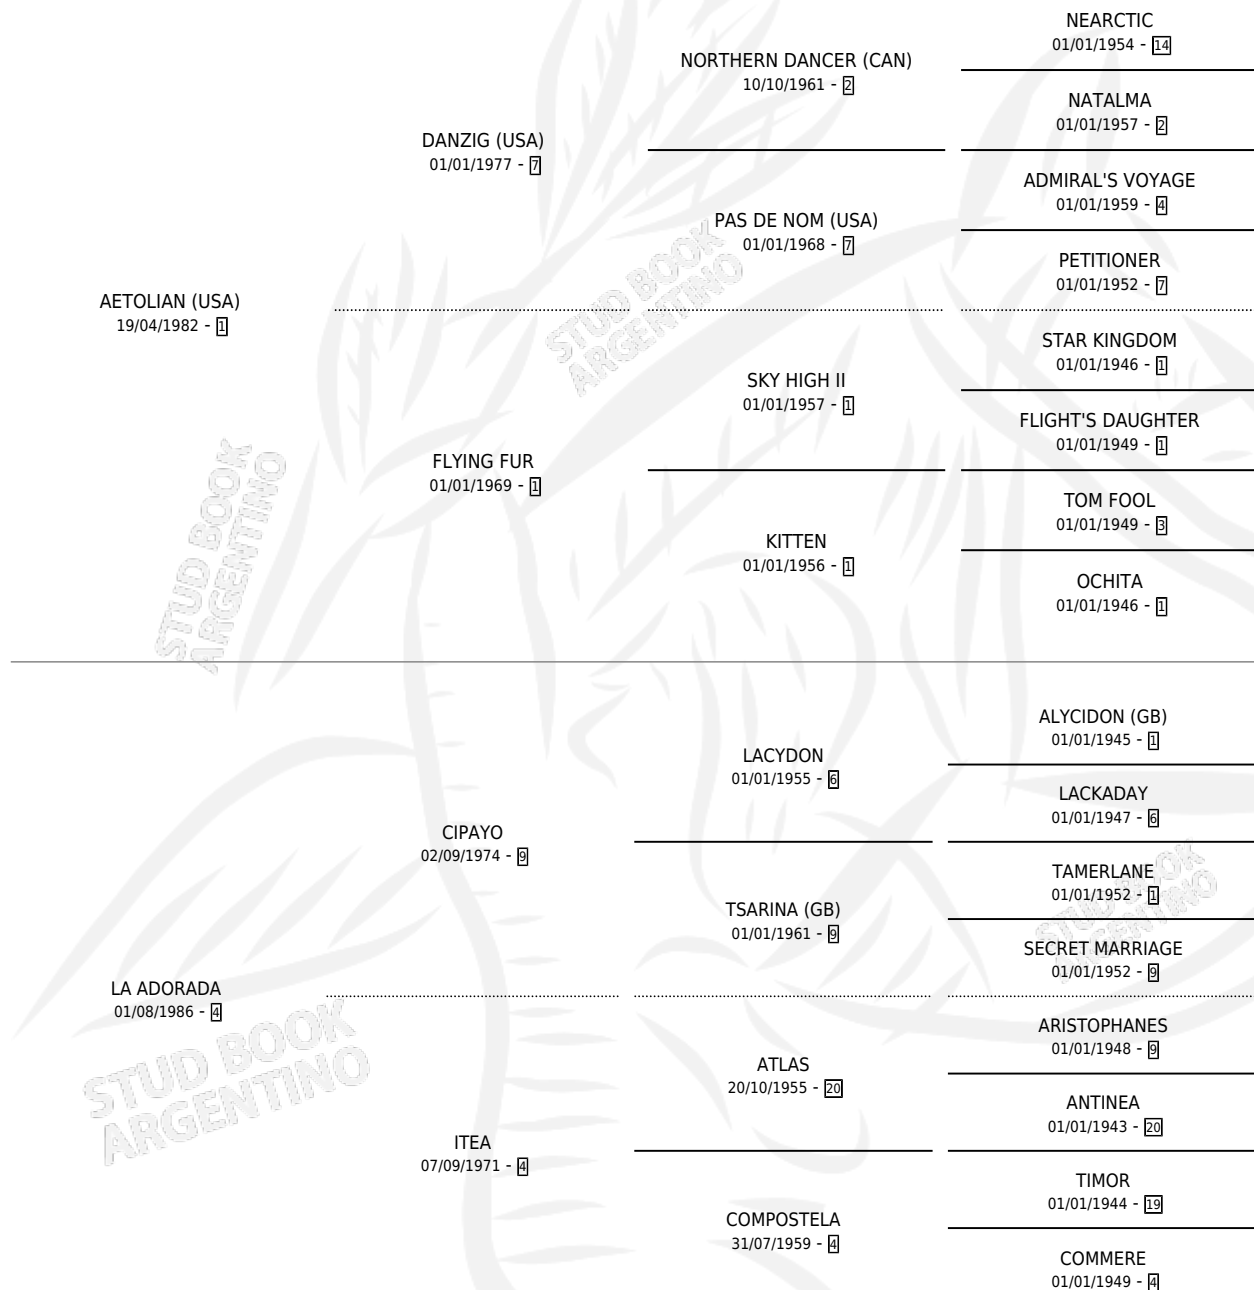 NEARCTIC
01/01/1954 - 14
NORTHERN DANCER (CAN)
10/10/1961 - 2
NATALMA
01/01/1957 - 2
DANZIG (USA)
01/01/1977 - 7
ADMIRAL'S VOYAGE
01/01/1959 - 4
PAS DE NOM (USA)
01/01/1968 - 7
PETITIONER
01/01/1952 - 7
AETOLIAN (USA)
19/04/1982 - 1
STUD BOOK
ARGENTINO
STAR KINGDOM
01/01/1946 - 1
SKY HIGH II
01/01/1957 - 1
FLIGHT'S DAUGHTER
01/01/1949 - 1
FLYING FUR
01/01/1969 - 1
TOM FOOL
01/01/1949 - 3
KITTEN
01/01/1956 - 1
OCHITA
01/01/1946 - 1
STUD BOOK
ARGENTINO
ALYCIDON (GB)
01/01/1945 - 1
LACYDON
01/01/1955 - 6
LACKADAY
01/01/1947 - 6
CIPAYO
02/09/1974 - 9
TAMERLANE
01/01/1952 - 1
TSARINA (GB)
01/01/1961 - 9
SECRET MARRIAGE
01/01/1952 - 9
STUD BOOK
ARGENTINO
LA ADORADA
01/08/1986 - 4
ARISTOPHANES
01/01/1948 - 9
ATLAS
20/10/1955 - 20
ANTINEA
01/01/1943 - 20
STUD BOOK
ARGENTINO
ITEA
07/09/1971 - 4
TIMOR
01/01/1944 - 19
COMPOSTELA
31/07/1959 - 4
COMMERE
01/01/1949 - 4